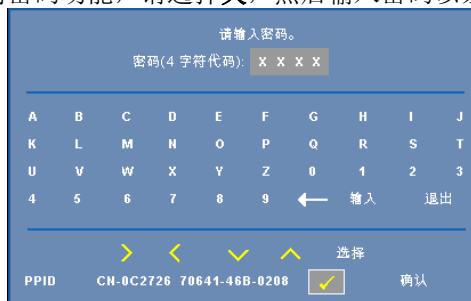 请输入密码。
密码(4 字符代码): X X X X
A B C D E F G H I J
K L M N O P Q R S T
U V W X Y Z 0 1 2 3
4 5 6 7 8 9 ← 输入 退出
> < ∨ ∧ 选择
PPID CN-0C2726 70641-46B-0208 ✓ 确认